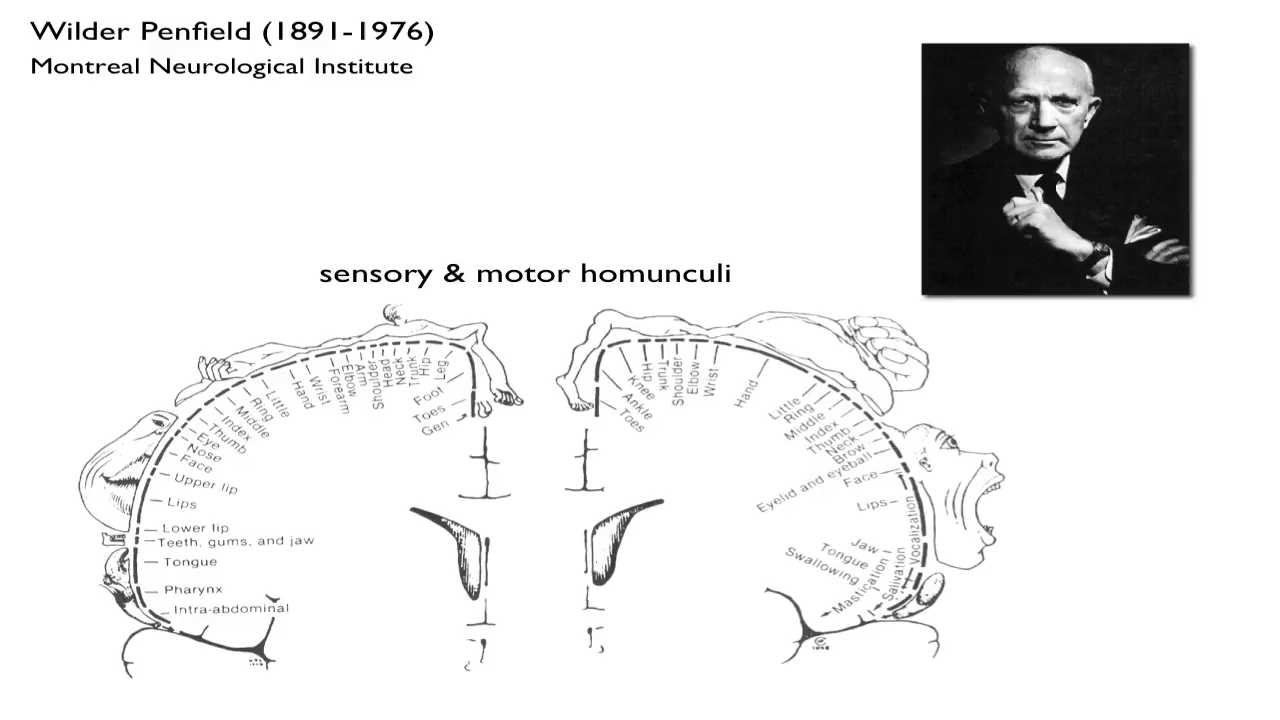 Wilder Penfield (1891-1976)
Montreal Neurological Institute
sensory & motor homunculi
Intra-abdominal
Pharynx
Tongue
Teeth, gums, and jaw
Lower lip
Lips
Upper lip
Face
Nose
Eye
Thumb
Index
Middle
Ring
Little
Hand
Wrist
Forearm
Elbow
Arm
Shoulder
Head
Neck
Trunk
Hip
Leg
Foot
Toes
Gen
Toes
Ankle
Knee
Hip
Trunk
Shoulder
Elbow
Wrist
Hand
Little
Ring
Middle
Index
Thumb
Neck
Brow
Eyelid and eyeball
Face
Lips
Vocalization
Jaw
Tongue
Swallowing
Mastication
Salivation